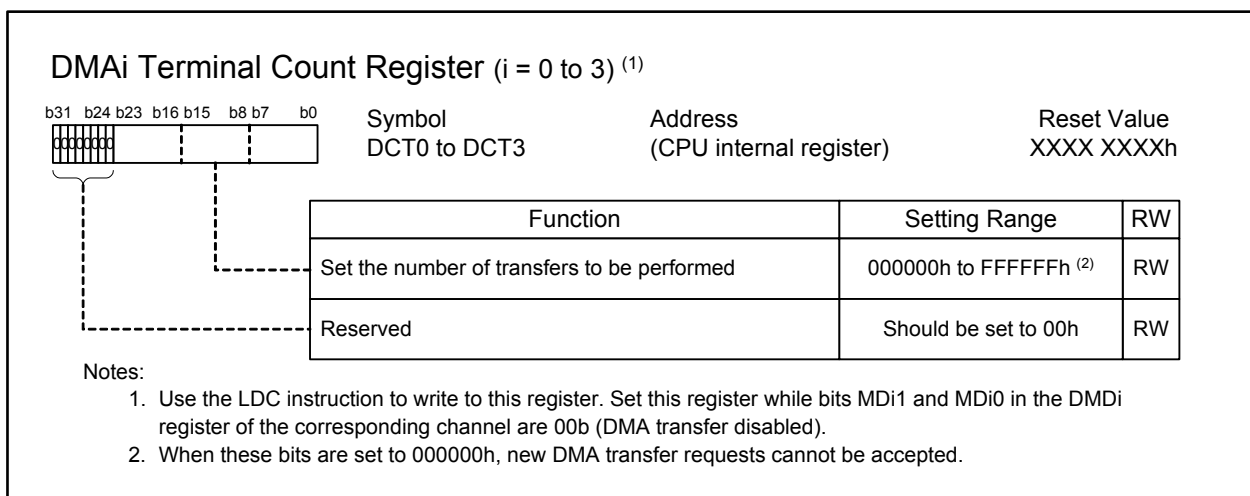 DMAi Terminal Count Register (i = 0 to 3) (1)
b31 b24 b23 b16 b15 b8 b7 b0
00000000
Symbol Address Reset Value
DCT0 to DCT3 (CPU internal register) XXXX XXXXh
Function Setting Range RW
Set the number of transfers to be performed 000000h to FFFFFFh (2) RW
Reserved Should be set to 00h RW
Notes:
1. Use the LDC instruction to write to this register. Set this register while bits MDi1 and MDi0 in the DMDi
register of the corresponding channel are 00b (DMA transfer disabled).
2. When these bits are set to 000000h, new DMA transfer requests cannot be accepted.